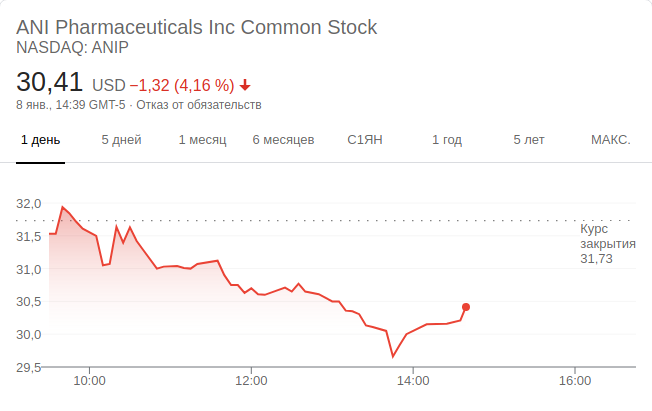 ANI Pharmaceuticals Inc Common Stock
NASDAQ: ANIP
30,41 USD −1,32 (4,16 %)
8 янв., 14:39 GMT-5 · Отказ от обязательств
1 день 5 дней 1 месяц 6 месяцев С1ЯН 1 год 5 лет МАКС.
32,0
Курс
закрытия
31,73
31,5
31,0
30,5
30,0
29,5
10:00 12:00 14:00 16:00